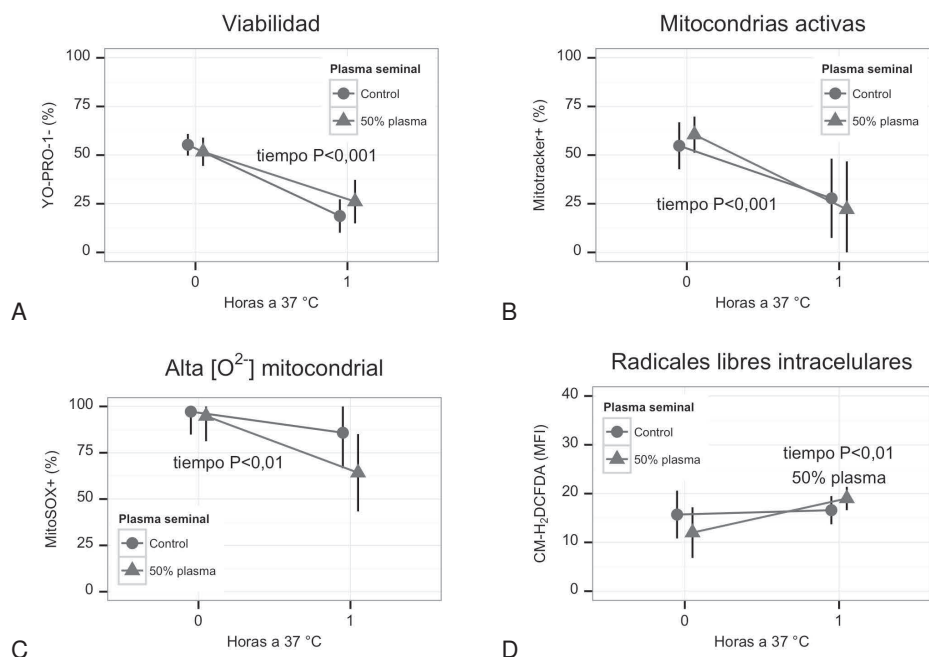 Viabilidad
100
75
50
25
0
YO-PRO-1- (%)
Plasma seminal
Control
50% plasma
tiempo P<0,001
0
1
Horas a 37 °C
A
Mitocondrias activas
100
75
50
25
0
Mitotracker+ (%)
Plasma seminal
Control
50% plasma
tiempo P<0,001
0
1
Horas a 37 °C
B
Alta [O²⁻] mitocondrial
100
75
50
25
0
MitoSOX+ (%)
tiempo P<0,01
Plasma seminal
Control
50% plasma
0
1
Horas a 37 °C
C
Radicales libres intracelulares
40
30
20
10
0
CM-H₂DCFDA (MFI)
Plasma seminal
Control
50% plasma
tiempo P<0,01
50% plasma
0
1
Horas a 37 °C
D